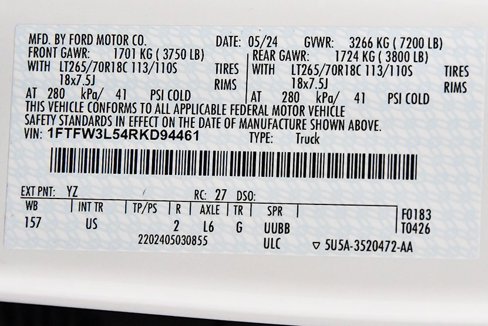 MFD. BY FORD MOTOR CO. DATE: 05/24 GVWR: 3266 KG ( 7200 LB)
FRONT GAWR: 1701 KG ( 3750 LB) REAR GAWR: 1724 KG ( 3800 LB)
WITH LT265/70R18C 113/110S TIRES WITH LT265/70R18C 113/110S TIRES
18x7.5J RIMS 18x7.5J RIMS
AT 280 kPa/ 41 PSI COLD AT 280 kPa/ 41 PSI COLD
THIS VEHICLE CONFORMS TO ALL APPLICABLE FEDERAL MOTOR VEHICLE
SAFETY STANDARDS IN EFFECT ON THE DATE OF MANUFACTURE SHOWN ABOVE.
VIN: 1FTFW3L54RKD94461 TYPE: Truck
EXT PNT: YZ RC: 27 DSO:
WB INT TR TP/PS R AXLE TR SPR F0183
157 US 2 L6 G UUBB T0426
2202405030855 ULC ▽ 5U5A-3520472-AA